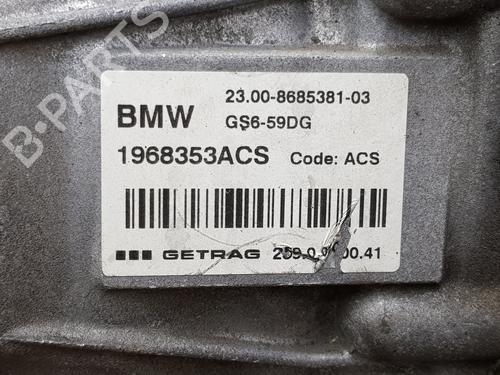 B-PARTS
BMW
23.00-8685381-03
GS6-59DG
1968353ACS Code: ACS
GETRAG